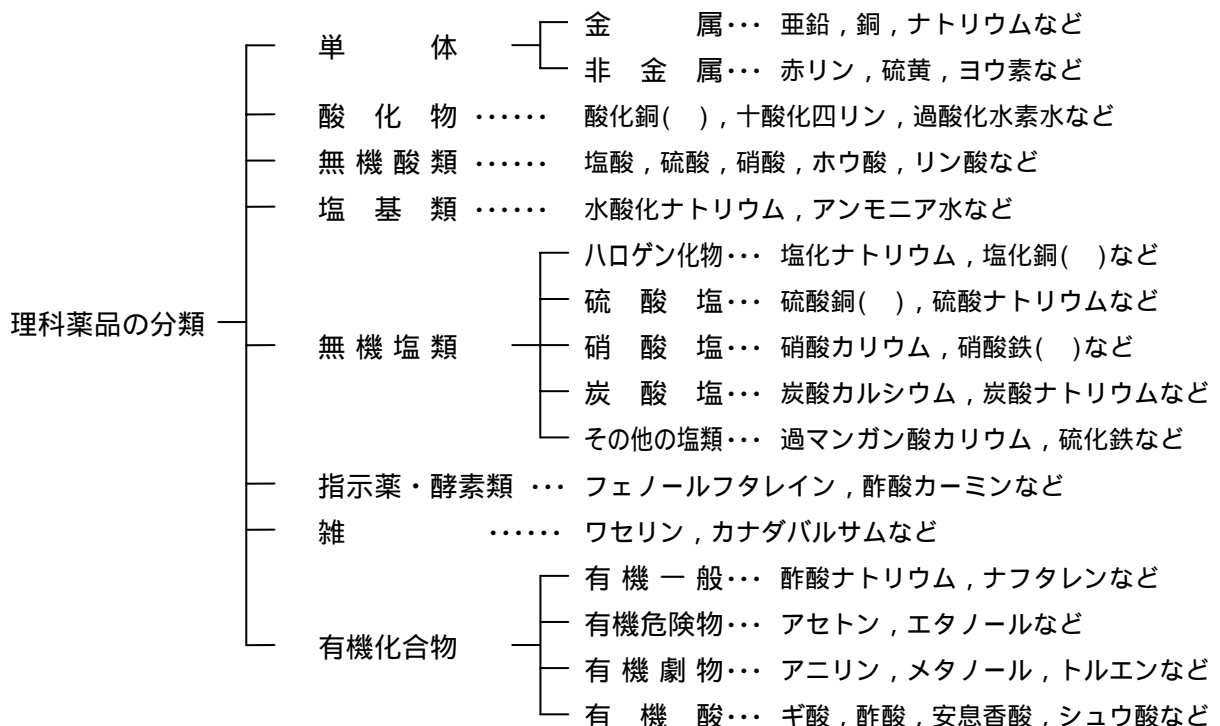 理科薬品の分類
単体
金属･･･ 亜鉛，銅，ナトリウムなど
非金属･･･ 赤リン，硫黄，ヨウ素など
酸化物 ‥‥‥ 酸化銅(　)，十酸化四リン，過酸化水素水など
無機酸類 ‥‥‥ 塩酸，硫酸，硝酸，ホウ酸，リン酸など
塩基類 ‥‥‥ 水酸化ナトリウム，アンモニア水など
無機塩類
ハロゲン化物･･･ 塩化ナトリウム，塩化銅(　)など
硫酸塩･･･ 硫酸銅(　)，硫酸ナトリウムなど
硝酸塩･･･ 硝酸カリウム，硝酸鉄(　)など
炭酸塩･･･ 炭酸カルシウム，炭酸ナトリウムなど
その他の塩類･･･ 過マンガン酸カリウム，硫化鉄など
指示薬・酵素類 ･･･ フェノールフタレイン，酢酸カーミンなど
雑 ‥‥‥ ワセリン，カナダバルサムなど
有機化合物
有機一般･･･ 酢酸ナトリウム，ナフタレンなど
有機危険物･･･ アセトン，エタノールなど
有機劇物･･･ アニリン，メタノール，トルエンなど
有機酸･･･ ギ酸，酢酸，安息香酸，シュウ酸など